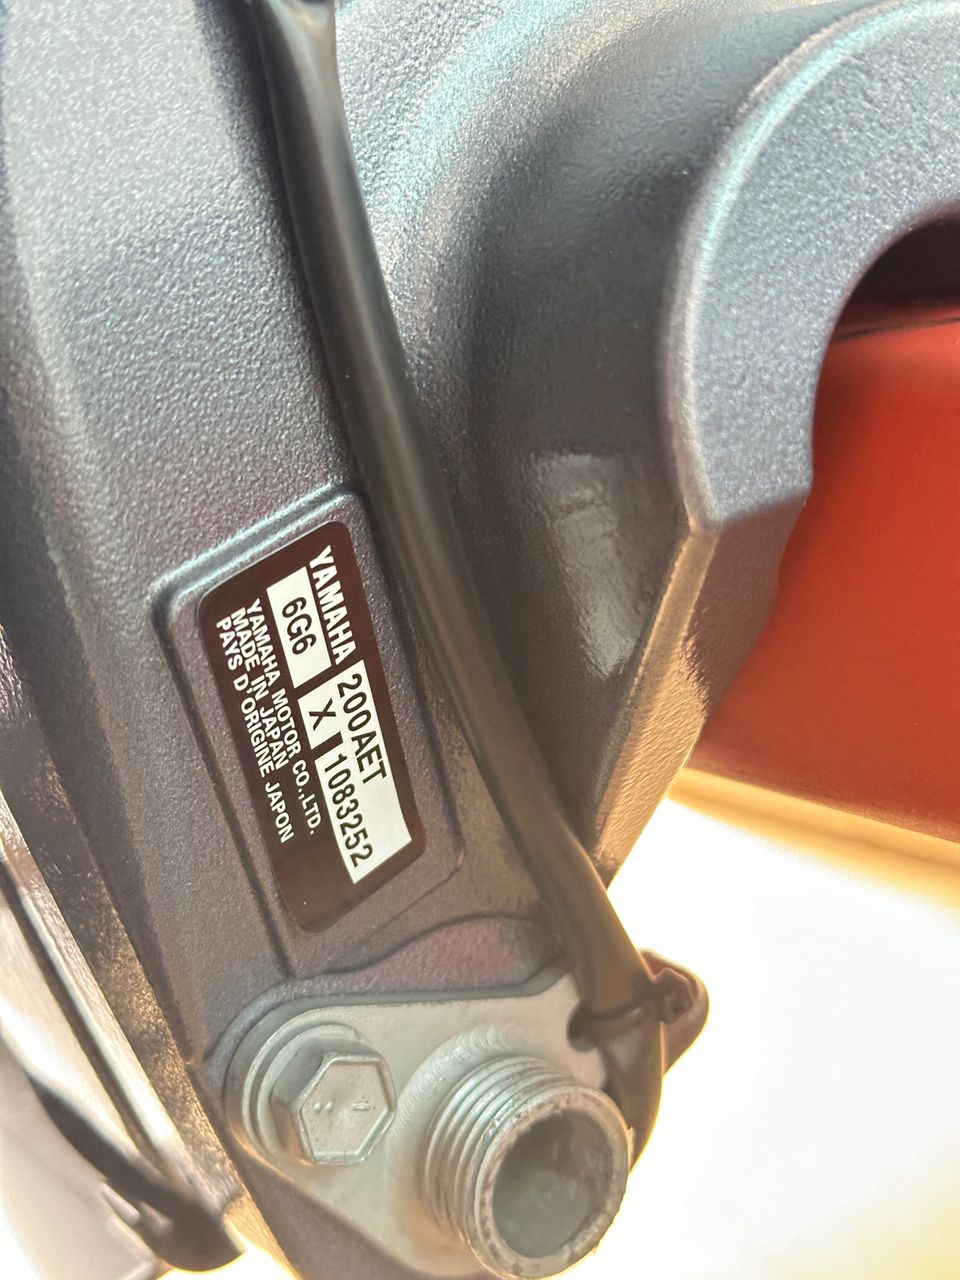 YAMAHA 200AET
6G6 X 1083252
YAMAHA MOTOR CO.,LTD.
MADE IN JAPAN
PAYS D'ORIGINE JAPON